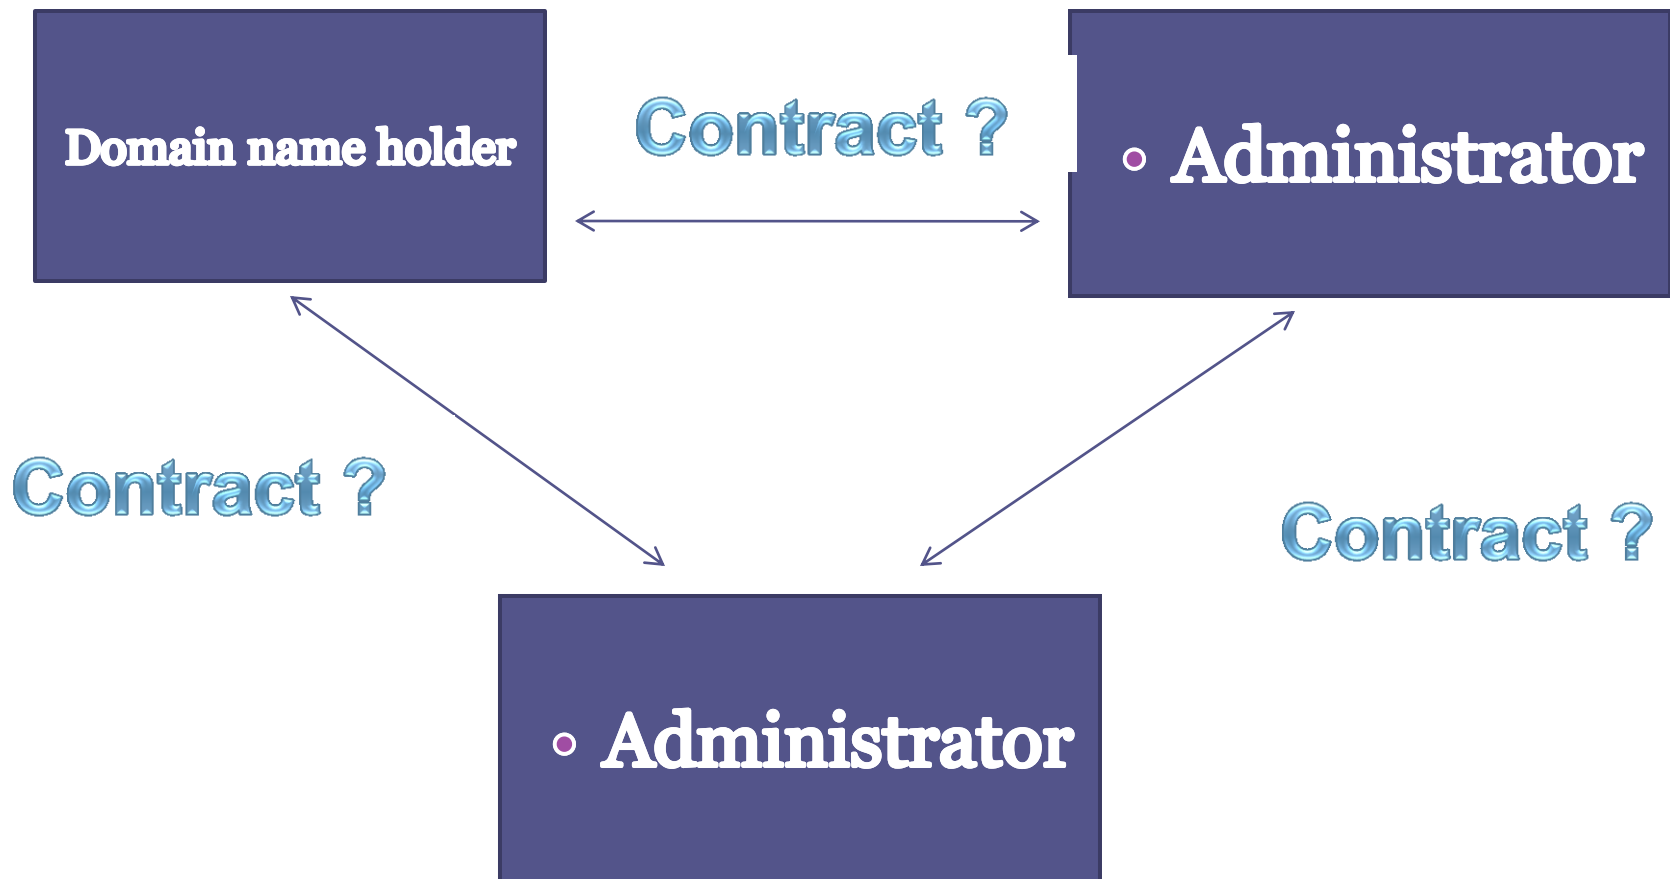 Domain name holder
Contract ?
• Administrator
Contract ?
Contract ?
• Administrator